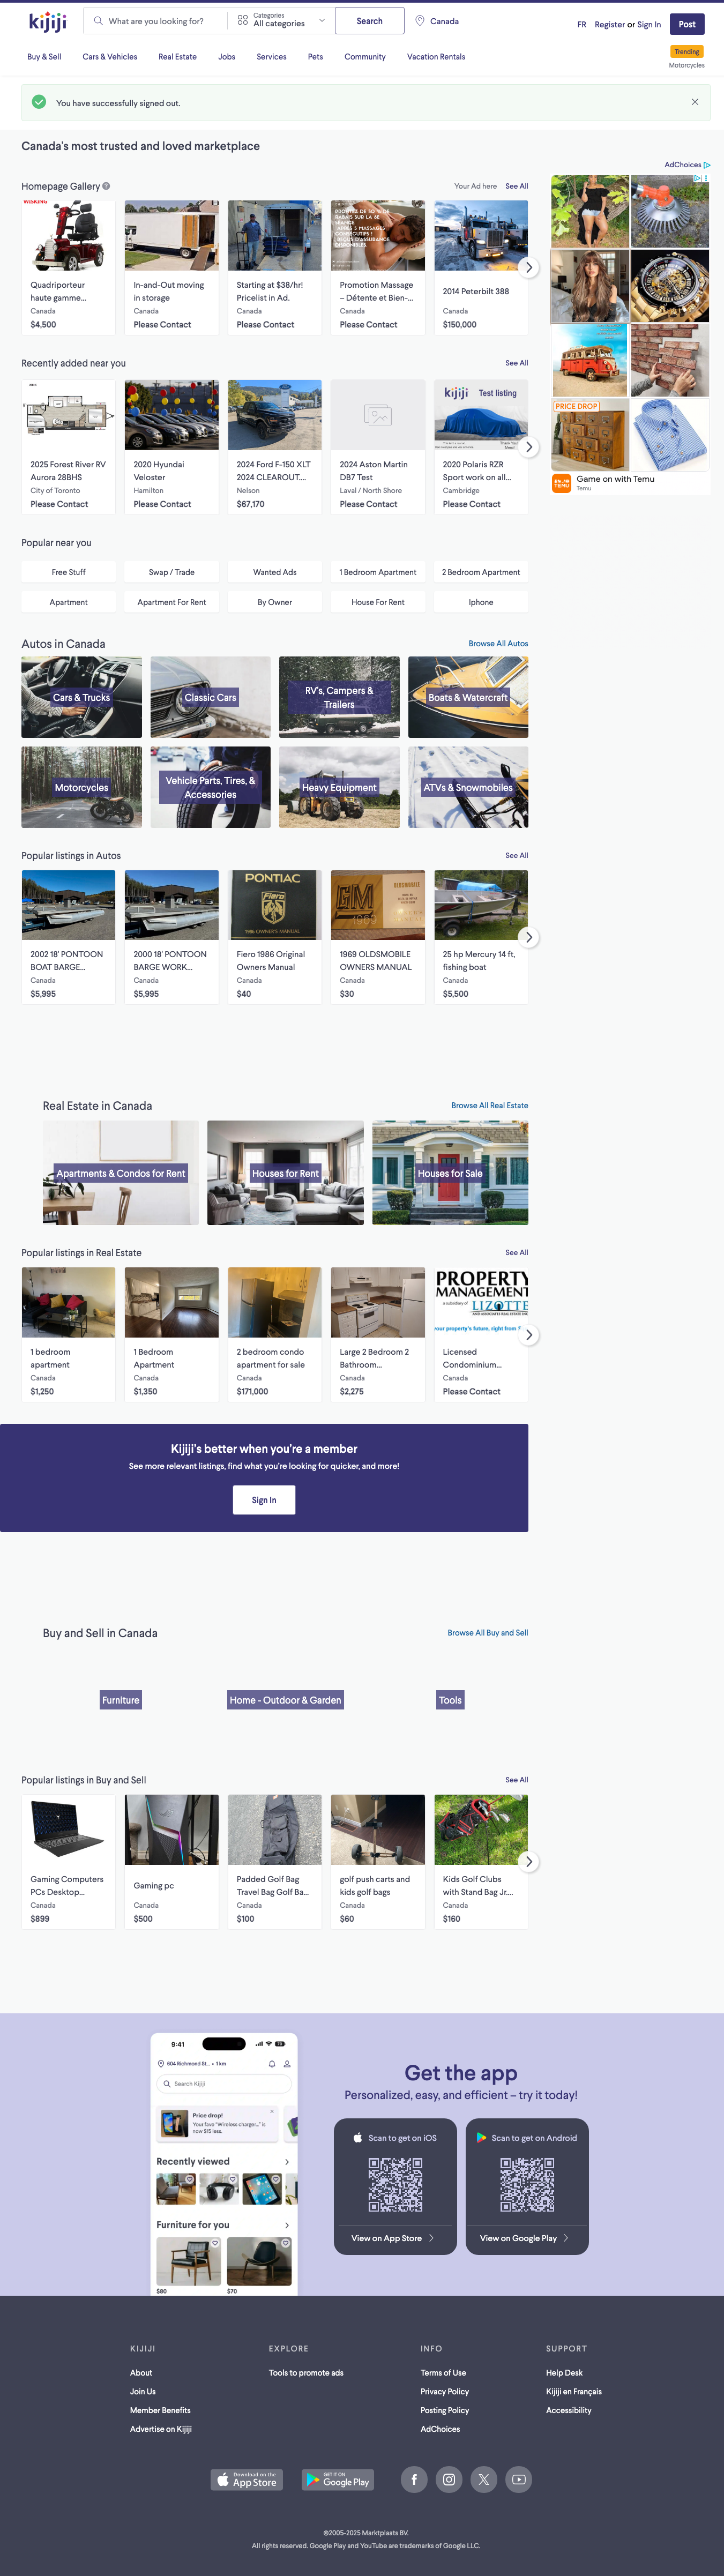 kijiji
What are you looking for?
Categories
All categories
Search
Canada
FR
Register or Sign In
Post
Buy & Sell
Cars & Vehicles
Real Estate
Jobs
Services
Pets
Community
Vacation Rentals
Trending
Motorcycles
You have successfully signed out.
Canada's most trusted and loved marketplace
AdChoices
Homepage Gallery
Your Ad here
See All
Quadriporteur
haute gamme...
Canada
$4,500
In-and-Out moving
in storage
Canada
Please Contact
Starting at $38/hr!
Pricelist in Ad.
Canada
Please Contact
Promotion Massage
– Détente et Bien-...
Canada
Please Contact
2014 Peterbilt 388
Canada
$150,000
PRICE DROP
TEMU
Game on with Temu
Temu
Recently added near you
See All
2025 Forest River RV
Aurora 28BHS
City of Toronto
Please Contact
2020 Hyundai
Veloster
Hamilton
Please Contact
2024 Ford F-150 XLT
2024 CLEAROUT....
Nelson
$67,170
2024 Aston Martin
DB7 Test
Laval / North Shore
Please Contact
kijiji Test listing
2020 Polaris RZR
Sport work on all...
Cambridge
Please Contact
Popular near you
Free Stuff
Swap / Trade
Wanted Ads
1 Bedroom Apartment
2 Bedroom Apartment
Apartment
Apartment For Rent
By Owner
House For Rent
Iphone
Autos in Canada
Browse All Autos
Cars & Trucks
Classic Cars
RV's, Campers &
Trailers
Boats & Watercraft
Motorcycles
Vehicle Parts, Tires, &
Accessories
Heavy Equipment
ATVs & Snowmobiles
Popular listings in Autos
See All
2002 18' PONTOON
BOAT BARGE...
Canada
$5,995
2000 18' PONTOON
BARGE WORK...
Canada
$5,995
PONTIAC
Fiero
1986 OWNER'S MANUAL
Fiero 1986 Original
Owners Manual
Canada
$40
OLDSMOBILE
GM
1969 OLDSMOBILE
OWNERS MANUAL
Canada
$30
25 hp Mercury 14 ft,
fishing boat
Canada
$5,500
Real Estate in Canada
Browse All Real Estate
Apartments & Condos for Rent
Houses for Rent
Houses for Sale
Popular listings in Real Estate
See All
1 bedroom
apartment
Canada
$1,250
1 Bedroom
Apartment
Canada
$1,350
2 bedroom condo
apartment for sale
Canada
$171,000
Large 2 Bedroom 2
Bathroom...
Canada
$2,275
PROPERTY
MANAGEMENT
a subsidiary of
LIZOTTE
Licensed
Condominium...
Canada
Please Contact
Kijiji's better when you're a member
See more relevant listings, find what you're looking for quicker, and more!
Sign In
Buy and Sell in Canada
Browse All Buy and Sell
Furniture
Home - Outdoor & Garden
Tools
Popular listings in Buy and Sell
See All
Gaming Computers
PCs Desktop...
Canada
$899
Gaming pc
Canada
$500
Padded Golf Bag
Travel Bag Golf Ba...
Canada
$100
golf push carts and
kids golf bags
Canada
$60
Kids Golf Clubs
with Stand Bag Jr....
Canada
$160
9:41
604 Richmond St... • 1 km
Search Kijiji
Price drop!
Your fave "Wireless charger..." is
now $15 less.
Recently viewed
Furniture for you
$80
$70
Get the app
Personalized, easy, and efficient – try it today!
Scan to get on iOS
View on App Store
Scan to get on Android
View on Google Play
KIJIJI
About
Join Us
Member Benefits
Advertise on Kijiji
EXPLORE
Tools to promote ads
INFO
Terms of Use
Privacy Policy
Posting Policy
AdChoices
SUPPORT
Help Desk
Kijiji en Français
Accessibility
Download on the
App Store
GET IT ON
Google Play
©2005-2025 Marktplaats BV.
All rights reserved. Google Play and YouTube are trademarks of Google LLC.